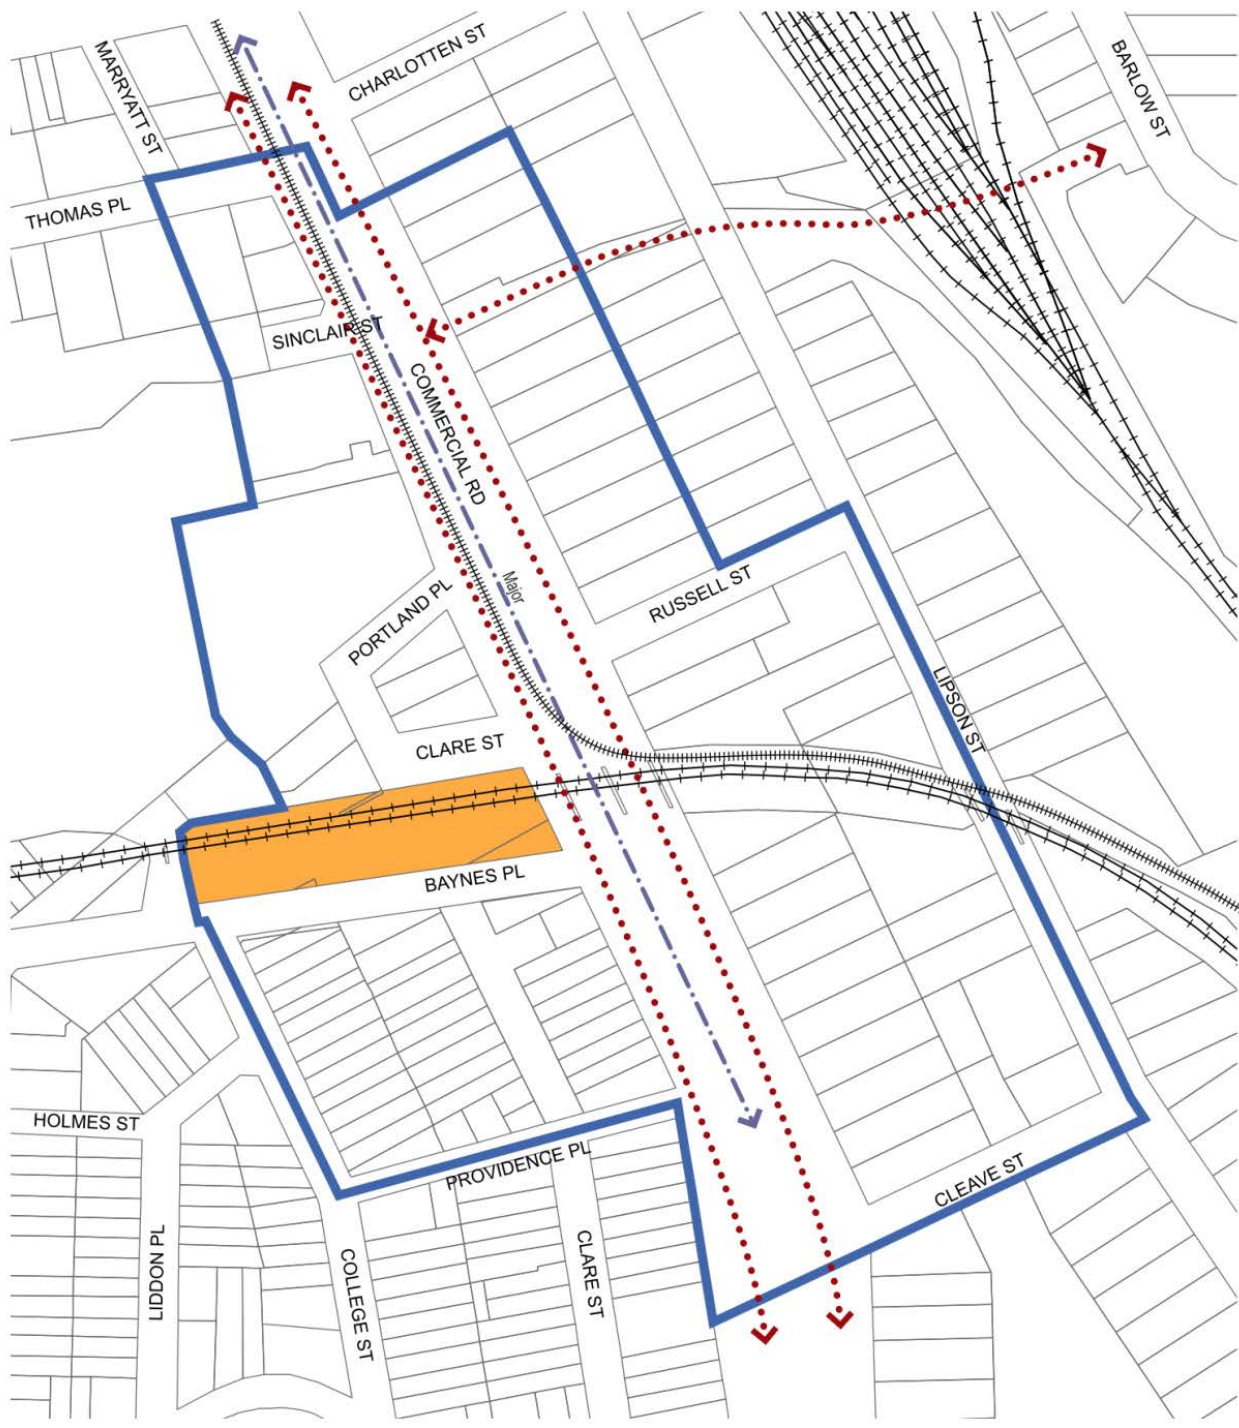 CHARLOTTEN ST
MARRYATT ST
BARLOW ST
THOMAS PL
SINCLAIR ST
COMMERCIAL RD
Major
RUSSELL ST
PORTLAND PL
LIPSON ST
CLARE ST
BAYNES PL
HOLMES ST
PROVIDENCE PL
CLEAVE ST
LIDDON PL
COLLEGE ST
CLARE ST